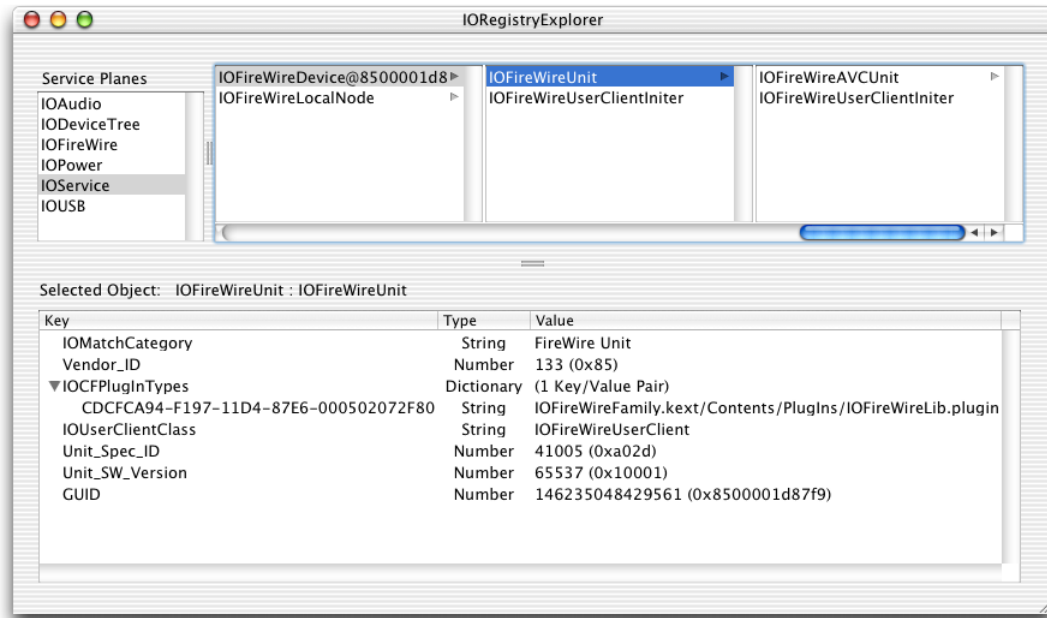 IORegistryExplorer
Service Planes
IOAudio
IODeviceTree
IOFireWire
IOPower
IOService
IOUSB
IOFireWireDevice@8500001d8
IOFireWireLocalNode
IOFireWireUnit
IOFireWireUserClientIniter
IOFireWireAVCUnit
IOFireWireUserClientIniter
Selected Object: IOFireWireUnit : IOFireWireUnit
Key Type Value
IOMatchCategory String FireWire Unit
Vendor_ID Number 133 (0x85)
IOCFPlugInTypes Dictionary (1 Key/Value Pair)
CDCFCA94-F197-11D4-87E6-000502072F80 String IOFireWireFamily.kext/Contents/PlugIns/IOFireWireLib.plugin
IOUserClientClass String IOFireWireUserClient
Unit_Spec_ID Number 41005 (0xa02d)
Unit_SW_Version Number 65537 (0x10001)
GUID Number 146235048429561 (0x8500001d87f9)